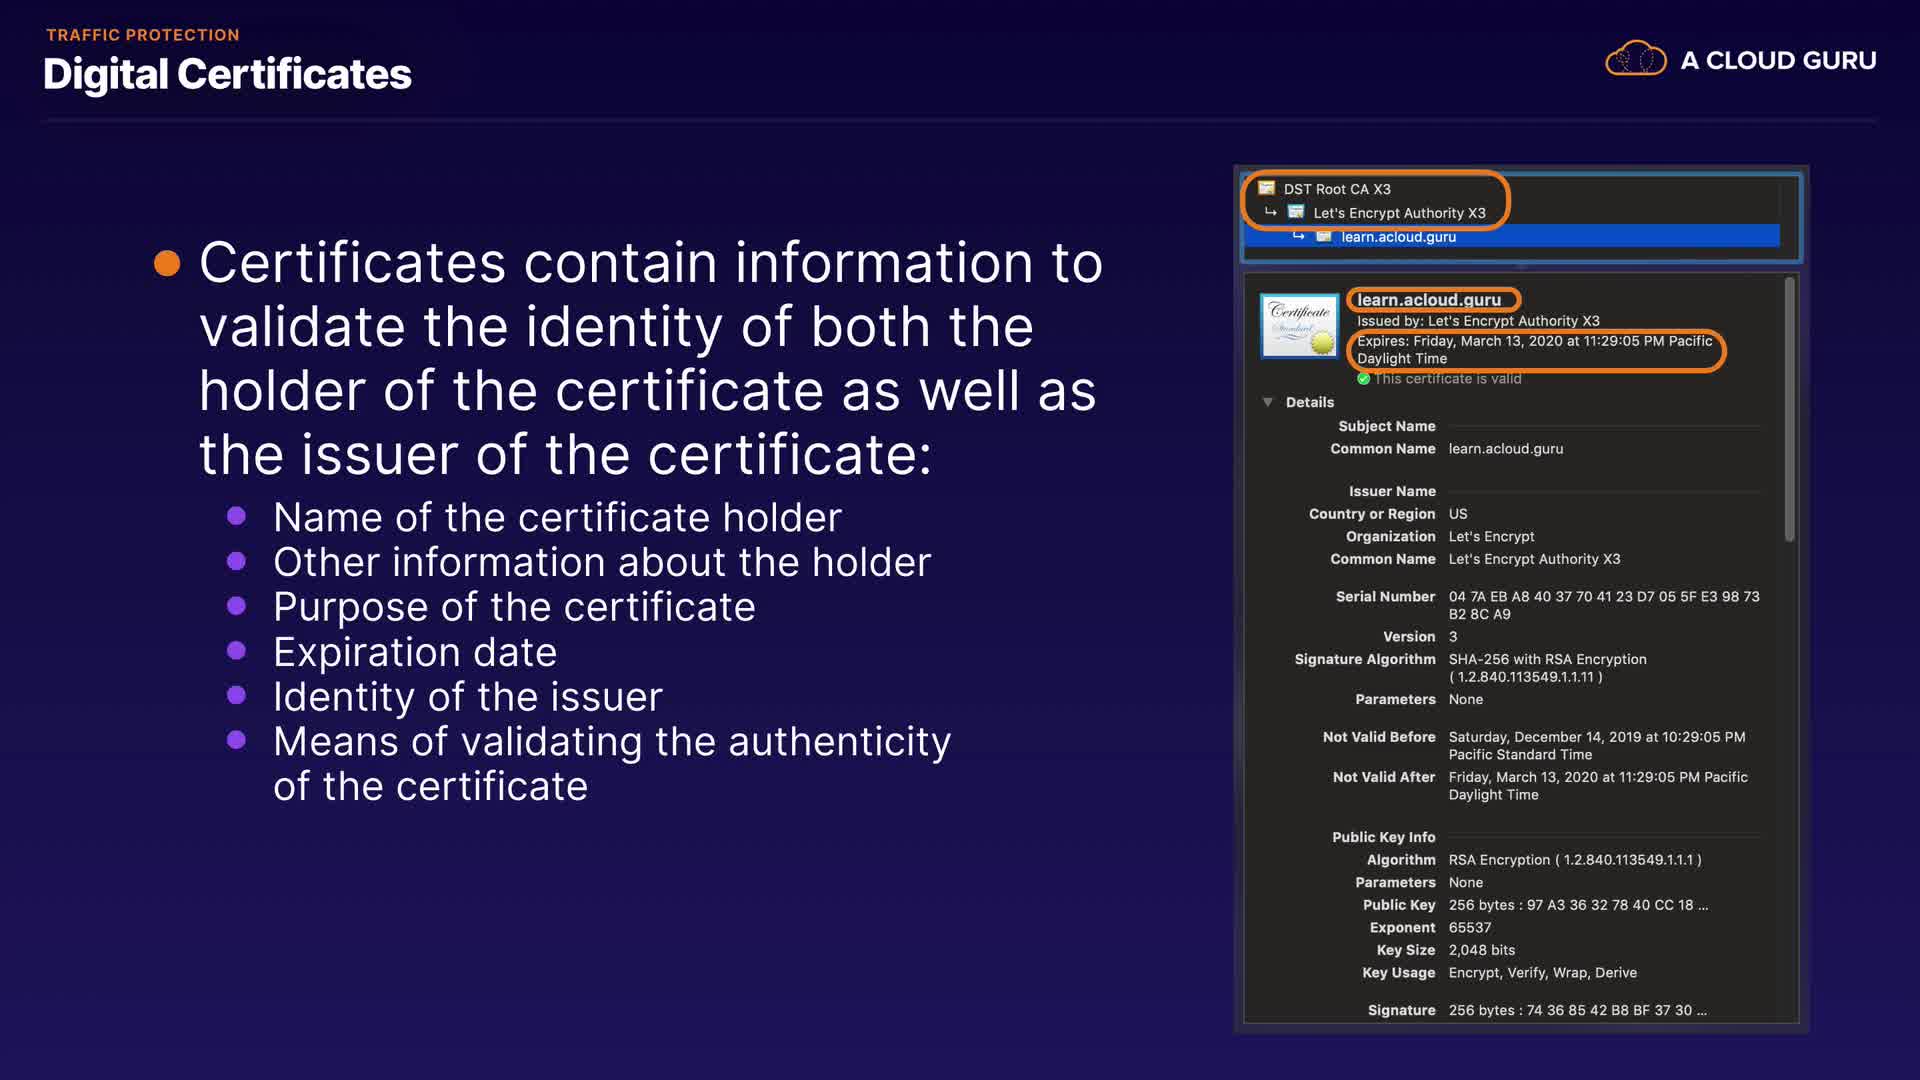 TRAFFIC PROTECTION
Digital Certificates
A CLOUD GURU
Certificates contain information to
validate the identity of both the
holder of the certificate as well as
the issuer of the certificate:
Name of the certificate holder
Other information about the holder
Purpose of the certificate
Expiration date
Identity of the issuer
Means of validating the authenticity
of the certificate
DST Root CA X3
Let's Encrypt Authority X3
learn.acloud.guru
Certificate
Standard
learn.acloud.guru
Issued by: Let's Encrypt Authority X3
Expires: Friday, March 13, 2020 at 11:29:05 PM Pacific
Daylight Time
This certificate is valid
Details
Subject Name
Common Name learn.acloud.guru
Issuer Name
Country or Region US
Organization Let's Encrypt
Common Name Let's Encrypt Authority X3
Serial Number 04 7A EB A8 40 37 70 41 23 D7 05 5F E3 98 73
B2 8C A9
Version 3
Signature Algorithm SHA-256 with RSA Encryption
( 1.2.840.113549.1.1.11 )
Parameters None
Not Valid Before Saturday, December 14, 2019 at 10:29:05 PM
Pacific Standard Time
Not Valid After Friday, March 13, 2020 at 11:29:05 PM Pacific
Daylight Time
Public Key Info
Algorithm RSA Encryption ( 1.2.840.113549.1.1.1 )
Parameters None
Public Key 256 bytes : 97 A3 36 32 78 40 CC 18 ...
Exponent 65537
Key Size 2,048 bits
Key Usage Encrypt, Verify, Wrap, Derive
Signature 256 bytes : 74 36 85 42 B8 BF 37 30 ...